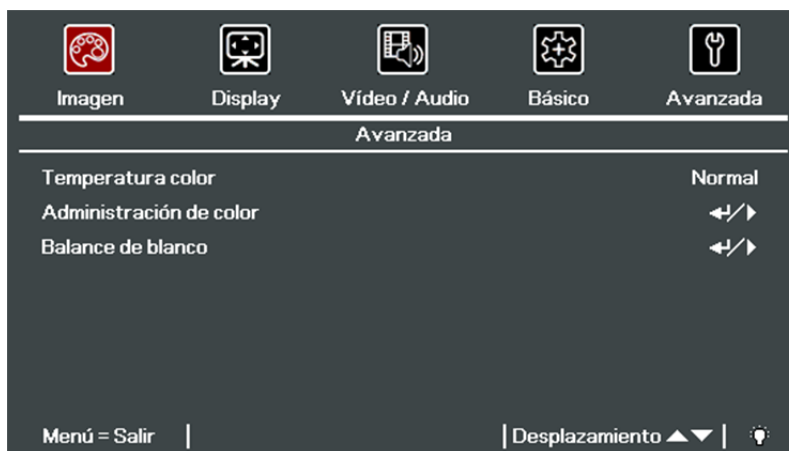 Imagen Display Vídeo / Audio Básico Avanzada
Avanzada
Temperatura color Normal
Administración de color
Balance de blanco
Menú = Salir Desplazamiento ▲▼